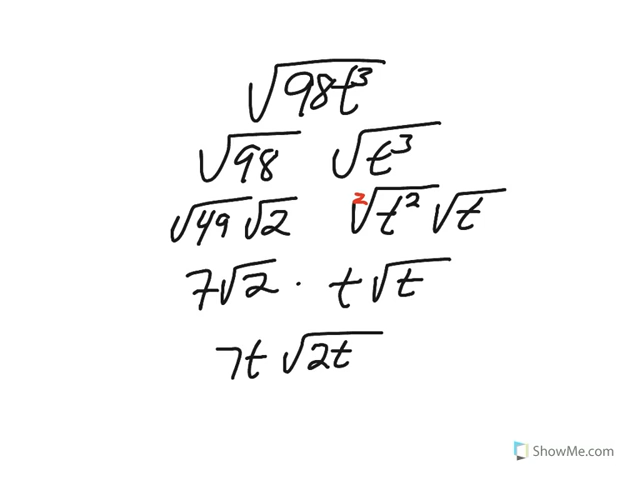 √98t³
√98 √t³
√49 √2 ²√t² √t
7√2 · t√t
7t √2t
ShowMe.com